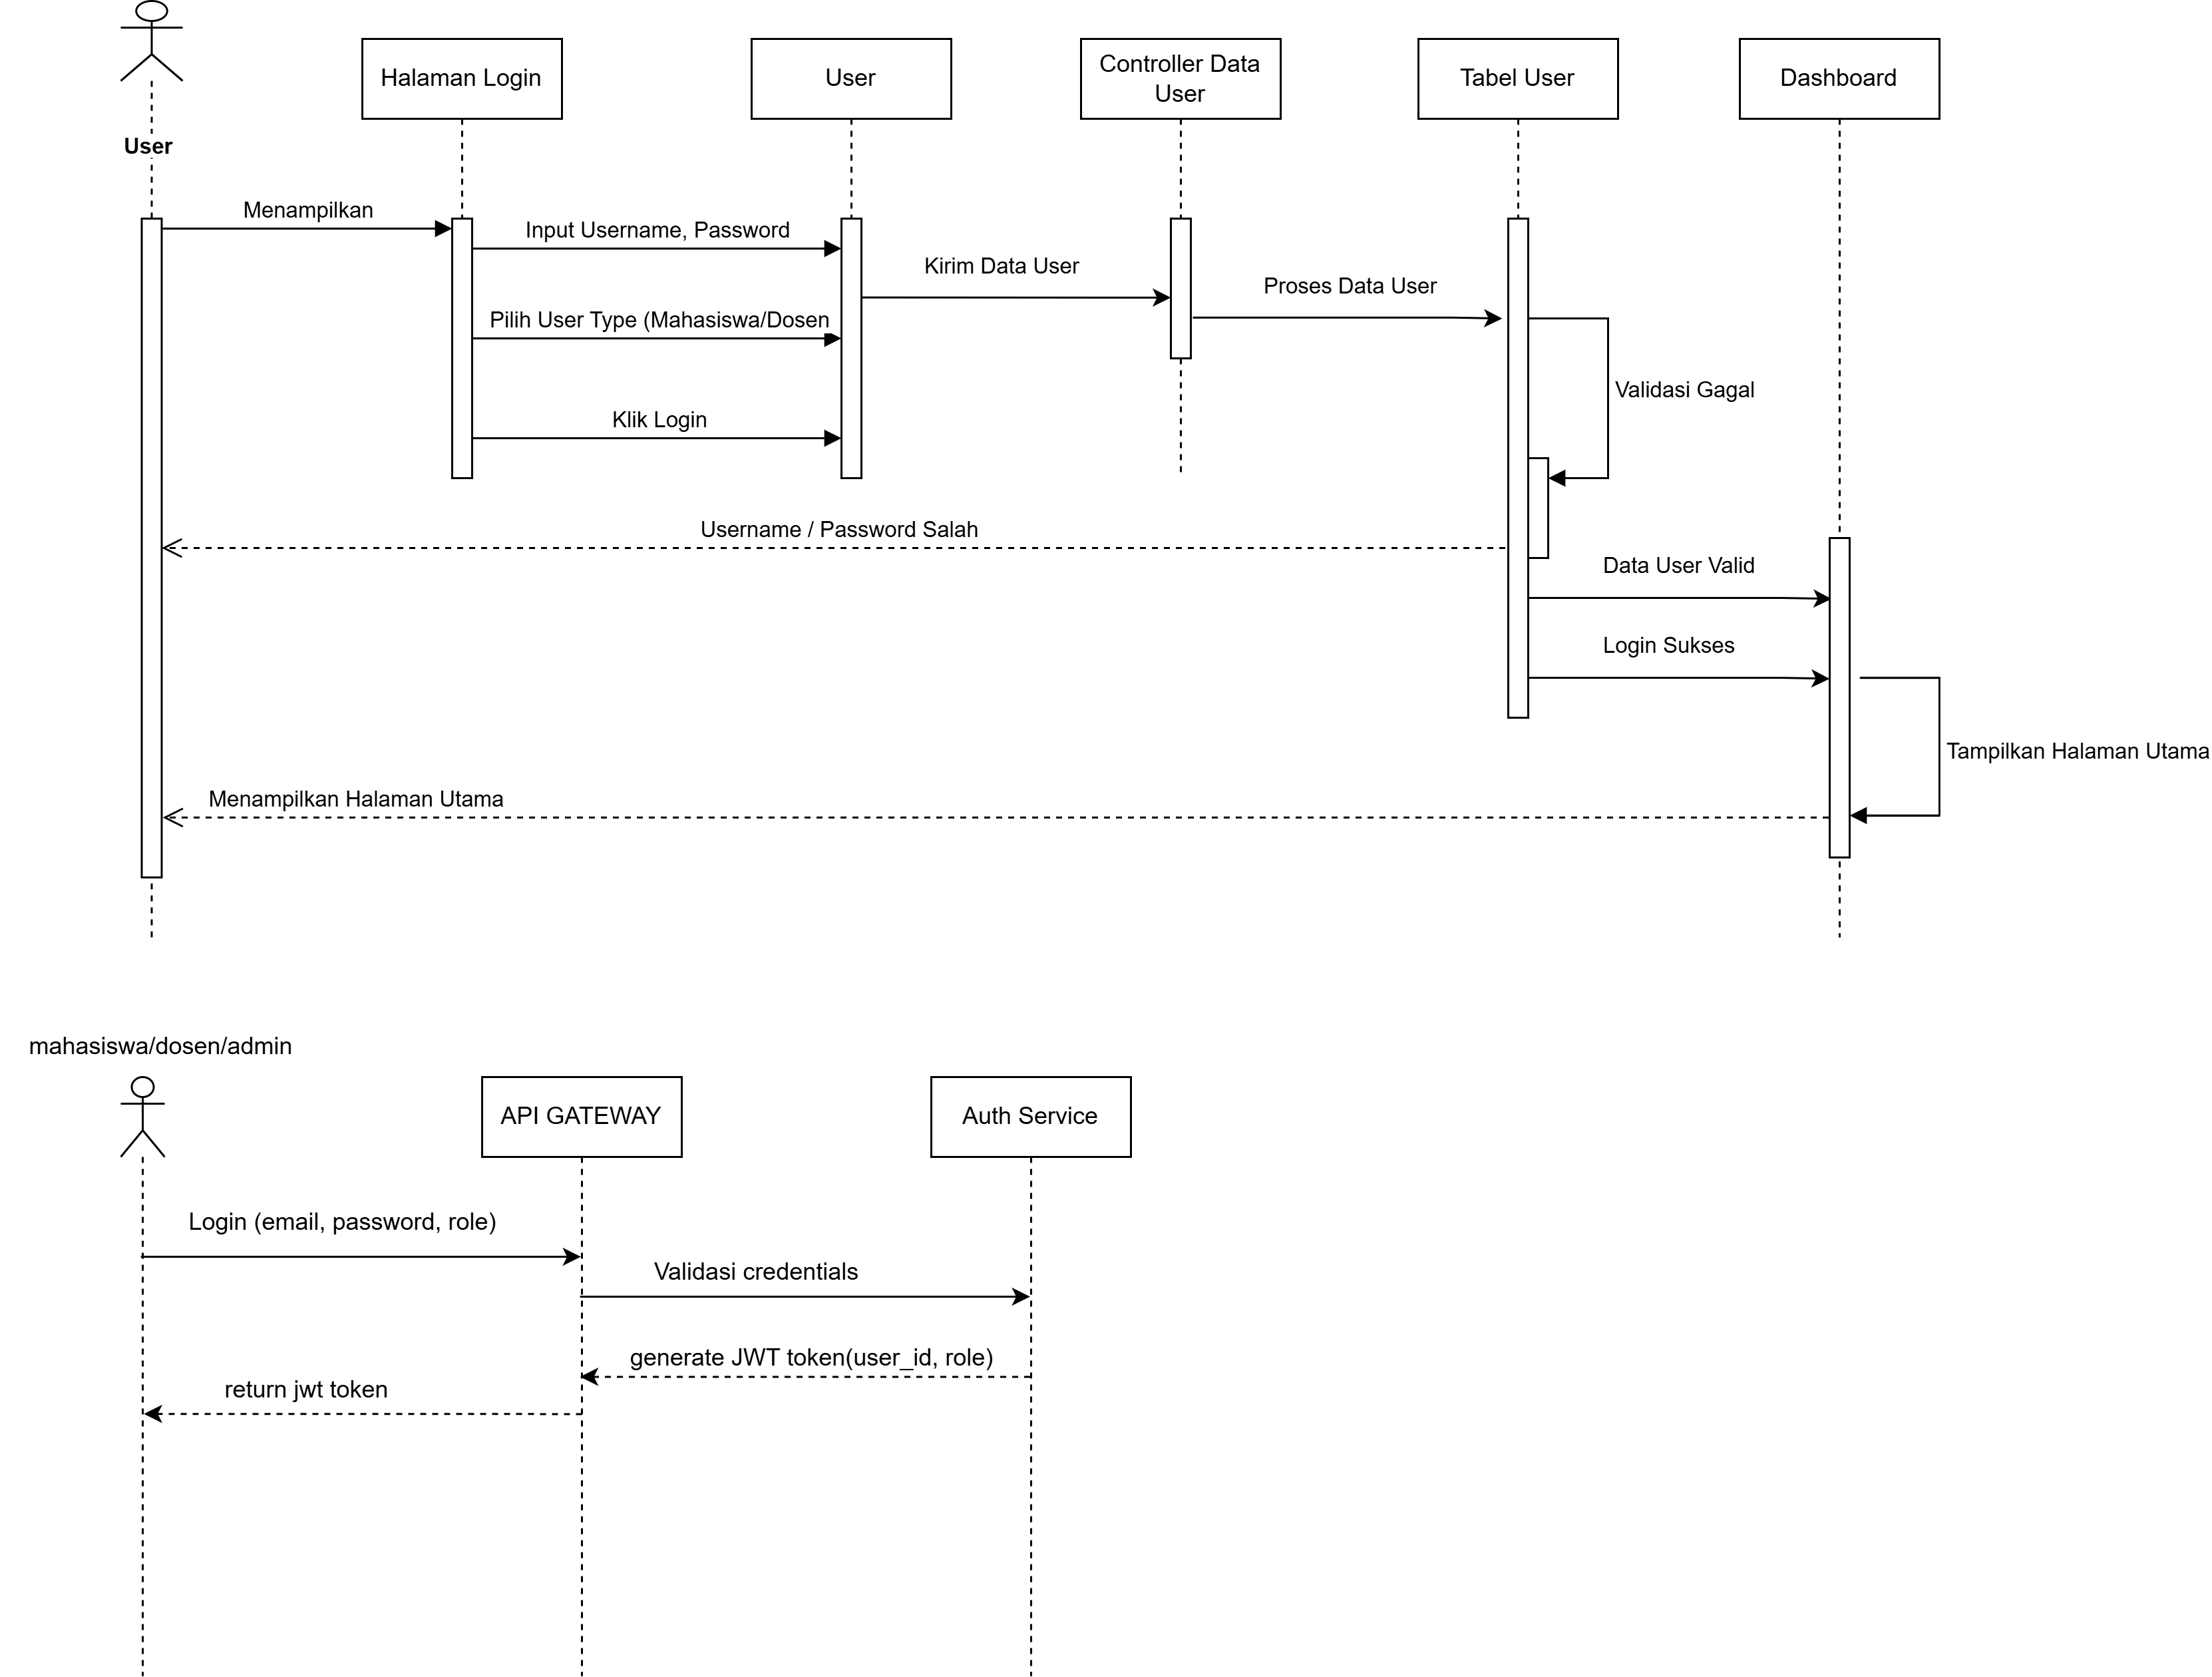 Halaman Login
User
Controller Data
User
Tabel User
Dashboard
User
Menampilkan
Input Username, Password
Kirim Data User
Proses Data User
Pilih User Type (Mahasiswa/Dosen
Validasi Gagal
Klik Login
Username / Password Salah
Data User Valid
Login Sukses
Tampilkan Halaman Utama
Menampilkan Halaman Utama
mahasiswa/dosen/admin
API GATEWAY
Auth Service
Login (email, password, role)
Validasi credentials
generate JWT token(user_id, role)
return jwt token